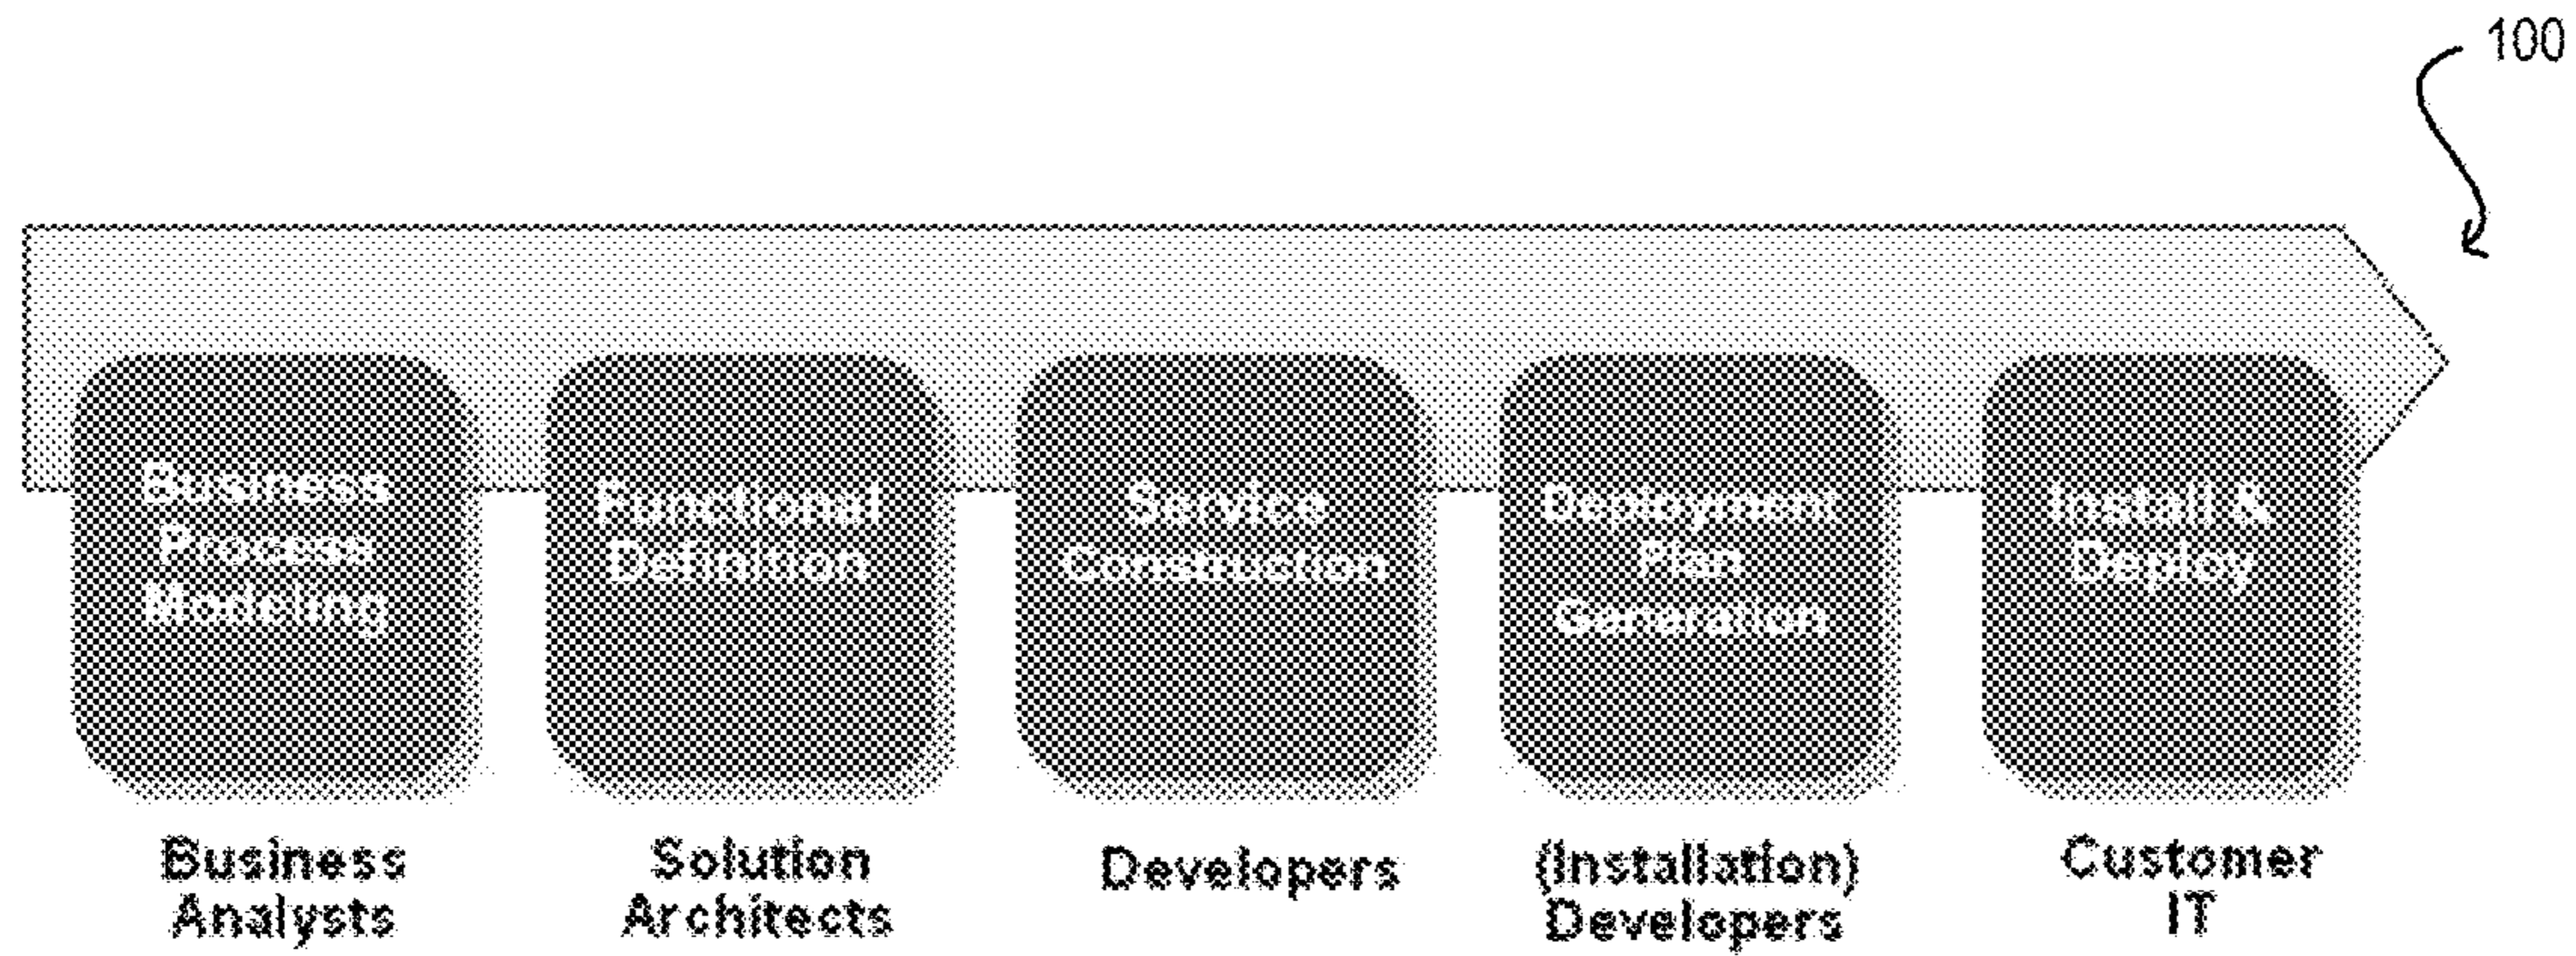 100
Business
Process
Modeling
Functional
Definition
Service
Construction
Deployment
Plan
Generation
Install &
Deploy
Business
Analysts
Solution
Architects
Developers
(Installation)
Developers
Customer
IT